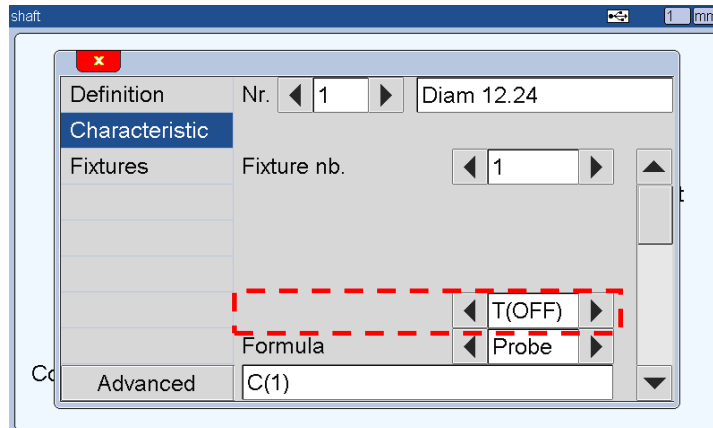 shaft 1 mm
x
Definition Nr. 1 Diam 12.24
Characteristic
Fixtures Fixture nb. 1
T(OFF)
Formula Probe
Advanced C(1)